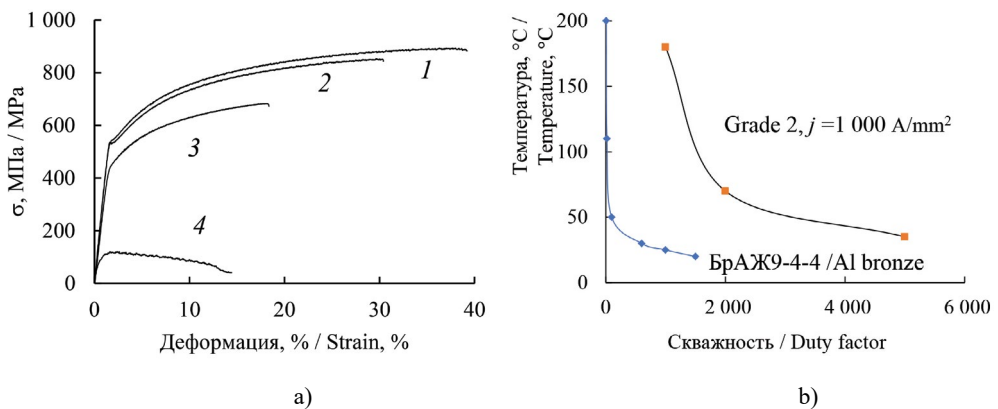 1 000
800
600
400
200
0
σ, МПа / MPa
1
2
3
4
0
10
20
30
40
Деформация, % / Strain, %
a)
200
150
100
50
0
Температура, °C /
Temperature, °C
Grade 2, j =1 000 A/mm²
БрАЖ9-4-4 /Al bronze
0
2 000
4 000
6 000
Скважность / Duty factor
b)